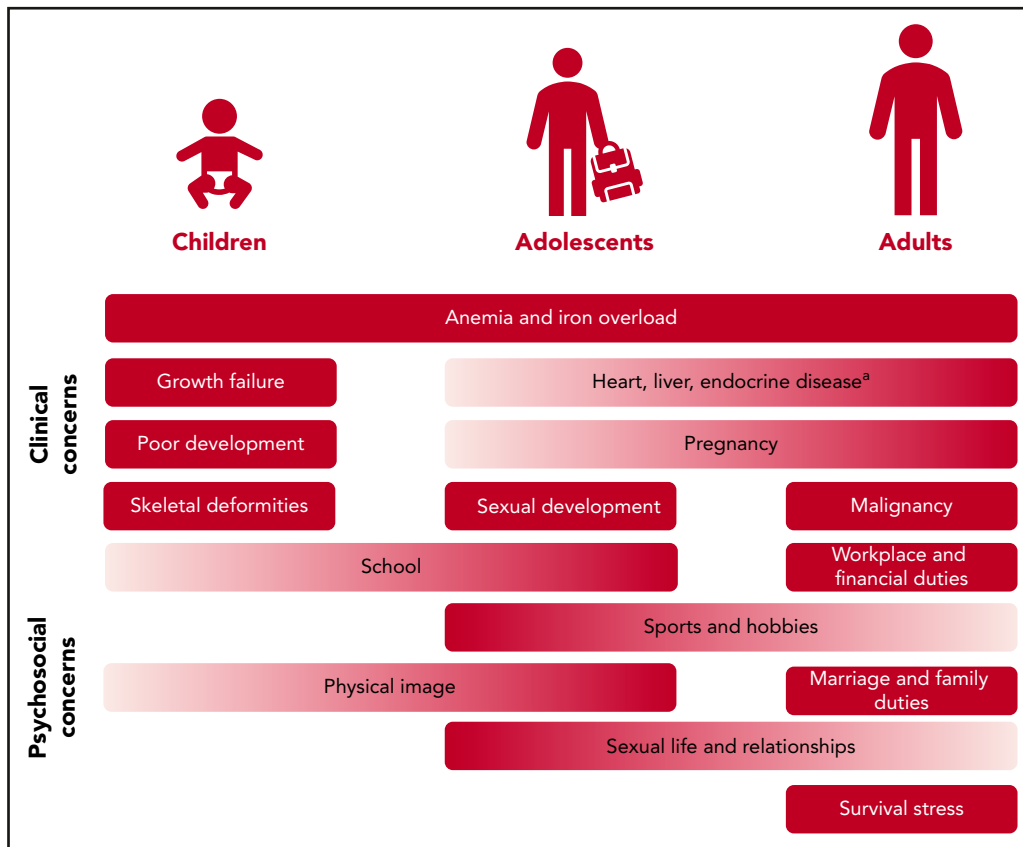 Children
Adolescents
Adults
Clinical
concerns
Anemia and iron overload
Growth failure
Heart, liver, endocrine diseaseᵃ
Poor development
Pregnancy
Skeletal deformities
Sexual development
Malignancy
Psychosocial
concerns
School
Workplace and
financial duties
Sports and hobbies
Physical image
Marriage and family
duties
Sexual life and relationships
Survival stress